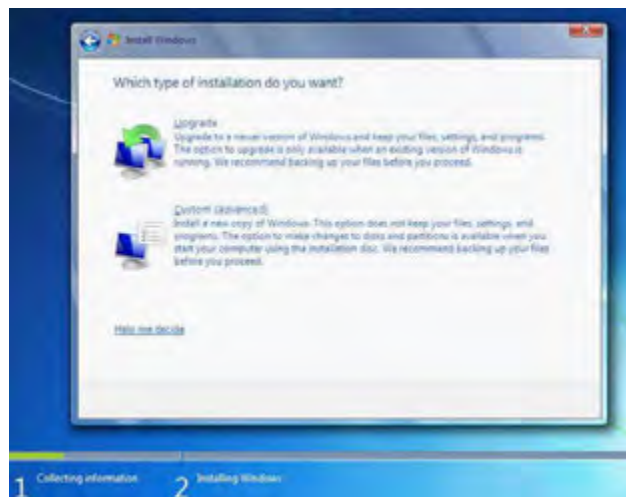 Install Windows
Which type of installation do you want?
Upgrade
Upgrade to a newer version of Windows and keep your files, settings, and programs.
The option to upgrade is only available when an existing version of Windows is
running. We recommend backing up your files before you proceed.
Custom (advanced)
Install a new copy of Windows. This option does not keep your files, settings, and
programs. The option to make changes to disks and partitions is available when you
start your computer using the installation disc. We recommend backing up your files
before you proceed.
Help me decide
1 Collecting information 2 Installing Windows